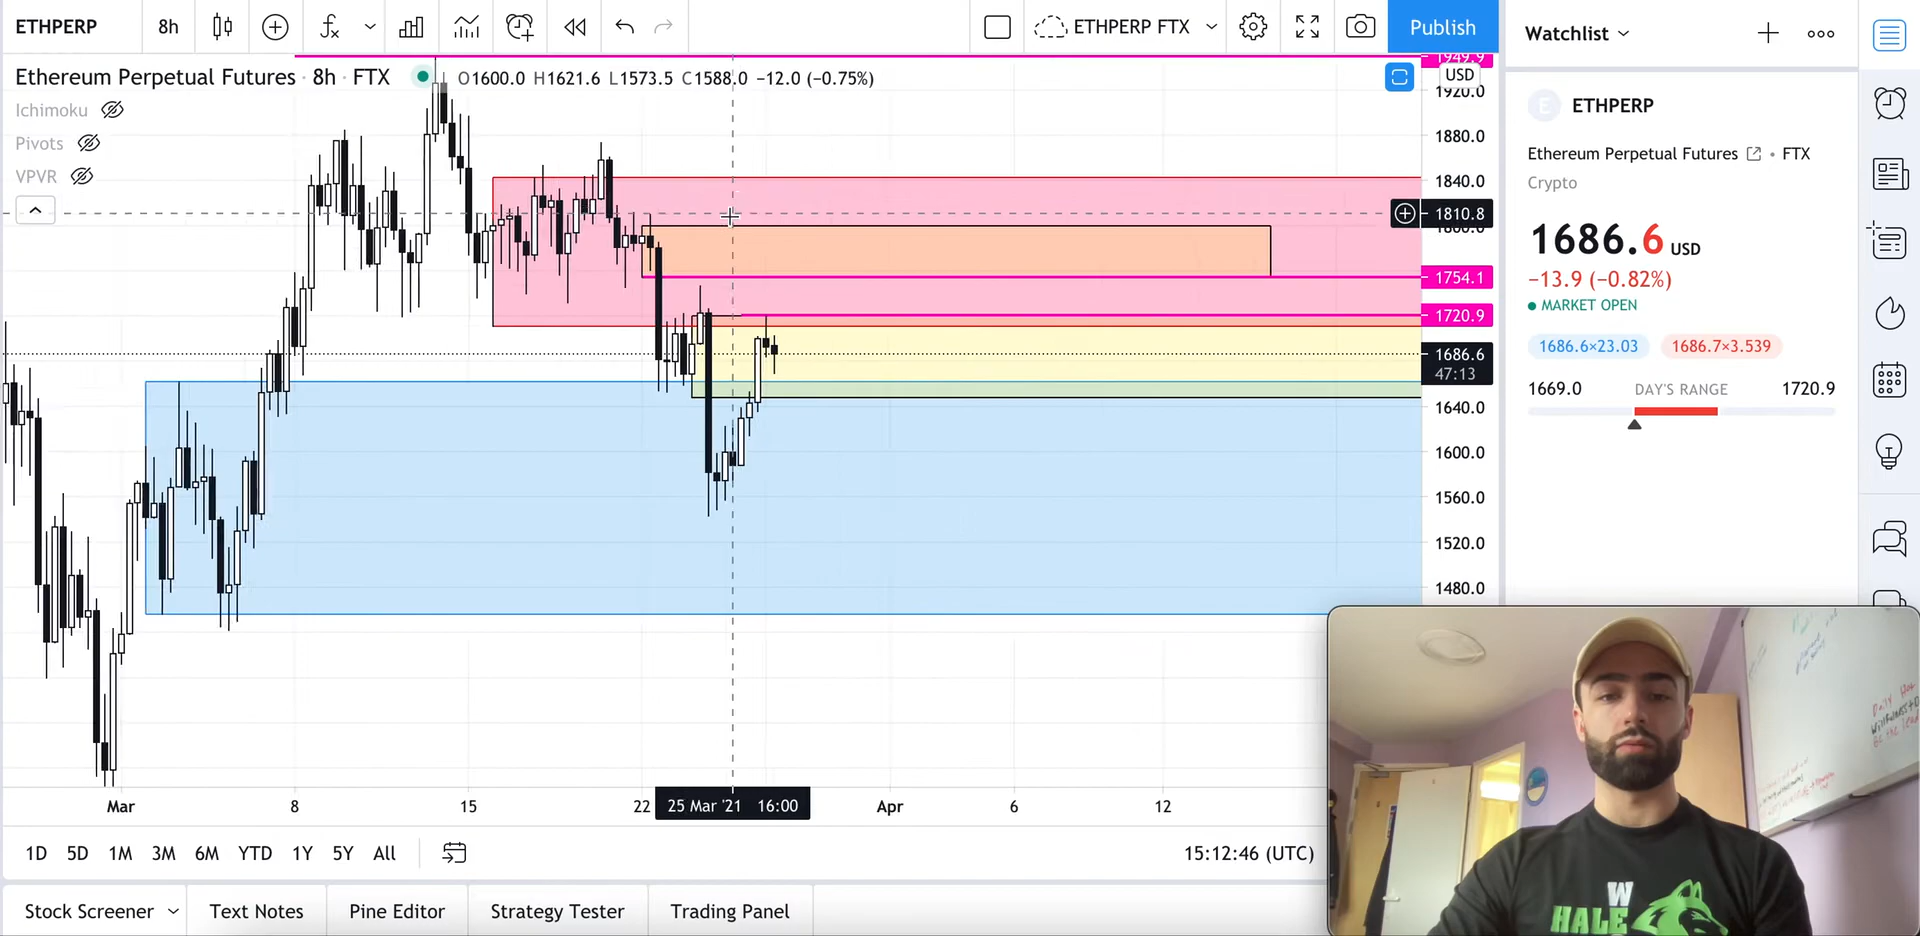 ETHPERP 8h ETHPERP FTX Publish
Ethereum Perpetual Futures · 8h · FTX O1600.0 H1621.6 L1573.5 C1588.0 −12.0 (−0.75%)
Ichimoku
Pivots
VPVR
1949.9
USD
1920.0
1880.0
1840.0
1810.8
1800.0
1754.1
1720.9
1686.6
47:13
1640.0
1600.0
1560.0
1520.0
1480.0
Mar 8 15 22 25 Mar '21 16:00 Apr 6 12
1D 5D 1M 3M 6M YTD 1Y 5Y All 15:12:46 (UTC)
Stock Screener Text Notes Pine Editor Strategy Tester Trading Panel
Watchlist
E
ETHPERP
Ethereum Perpetual Futures • FTX
Crypto
1686.6 USD
−13.9 (−0.82%)
MARKET OPEN
1686.6×23.03 1686.7×3.539
1669.0 DAY'S RANGE 1720.9
W
HALE